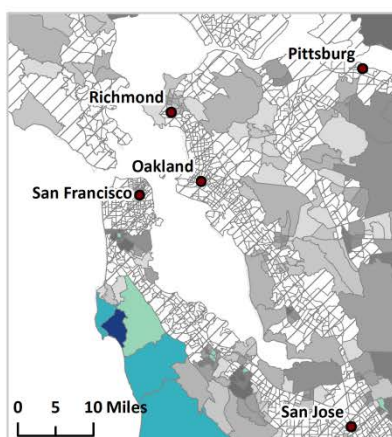 Pittsburg
Richmond
Oakland
San Francisco
0 5 10 Miles
San Jose